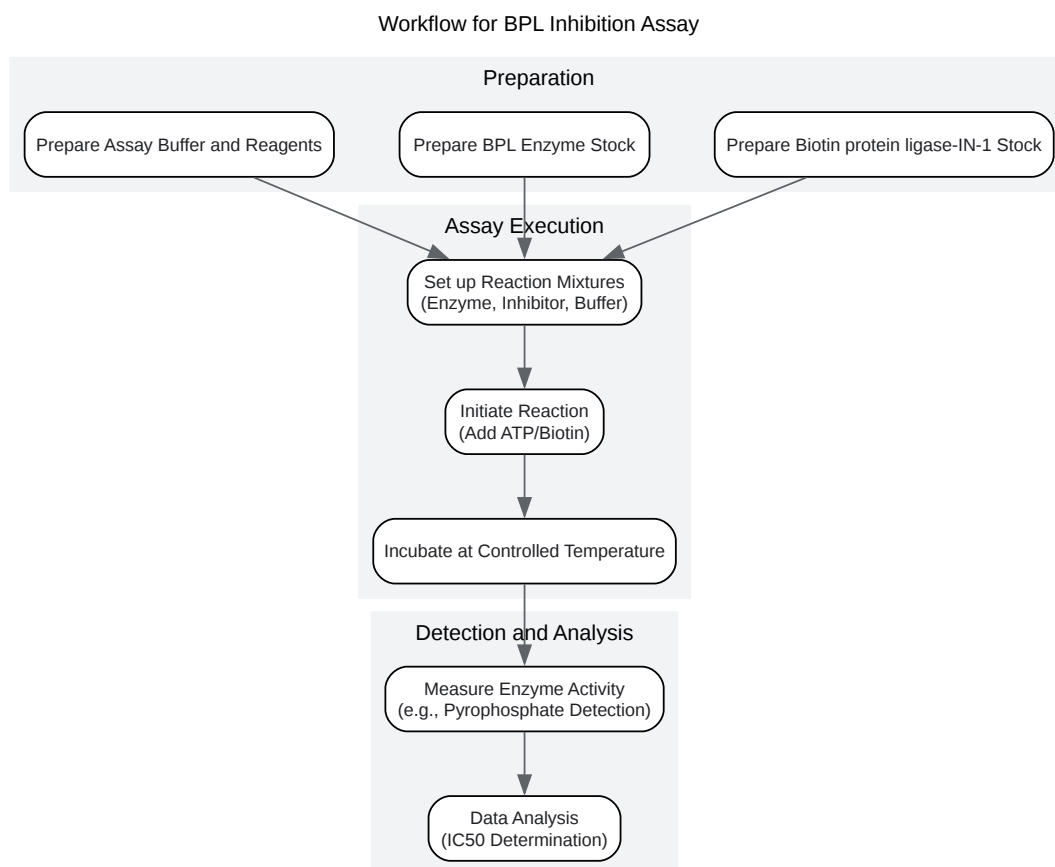 Workflow for BPL Inhibition Assay
Preparation
Prepare Assay Buffer and Reagents
Prepare BPL Enzyme Stock
Prepare Biotin protein ligase-IN-1 Stock
Assay Execution
Set up Reaction Mixtures
(Enzyme, Inhibitor, Buffer)
Initiate Reaction
(Add ATP/Biotin)
Incubate at Controlled Temperature
Detection and Analysis
Measure Enzyme Activity
(e.g., Pyrophosphate Detection)
Data Analysis
(IC50 Determination)